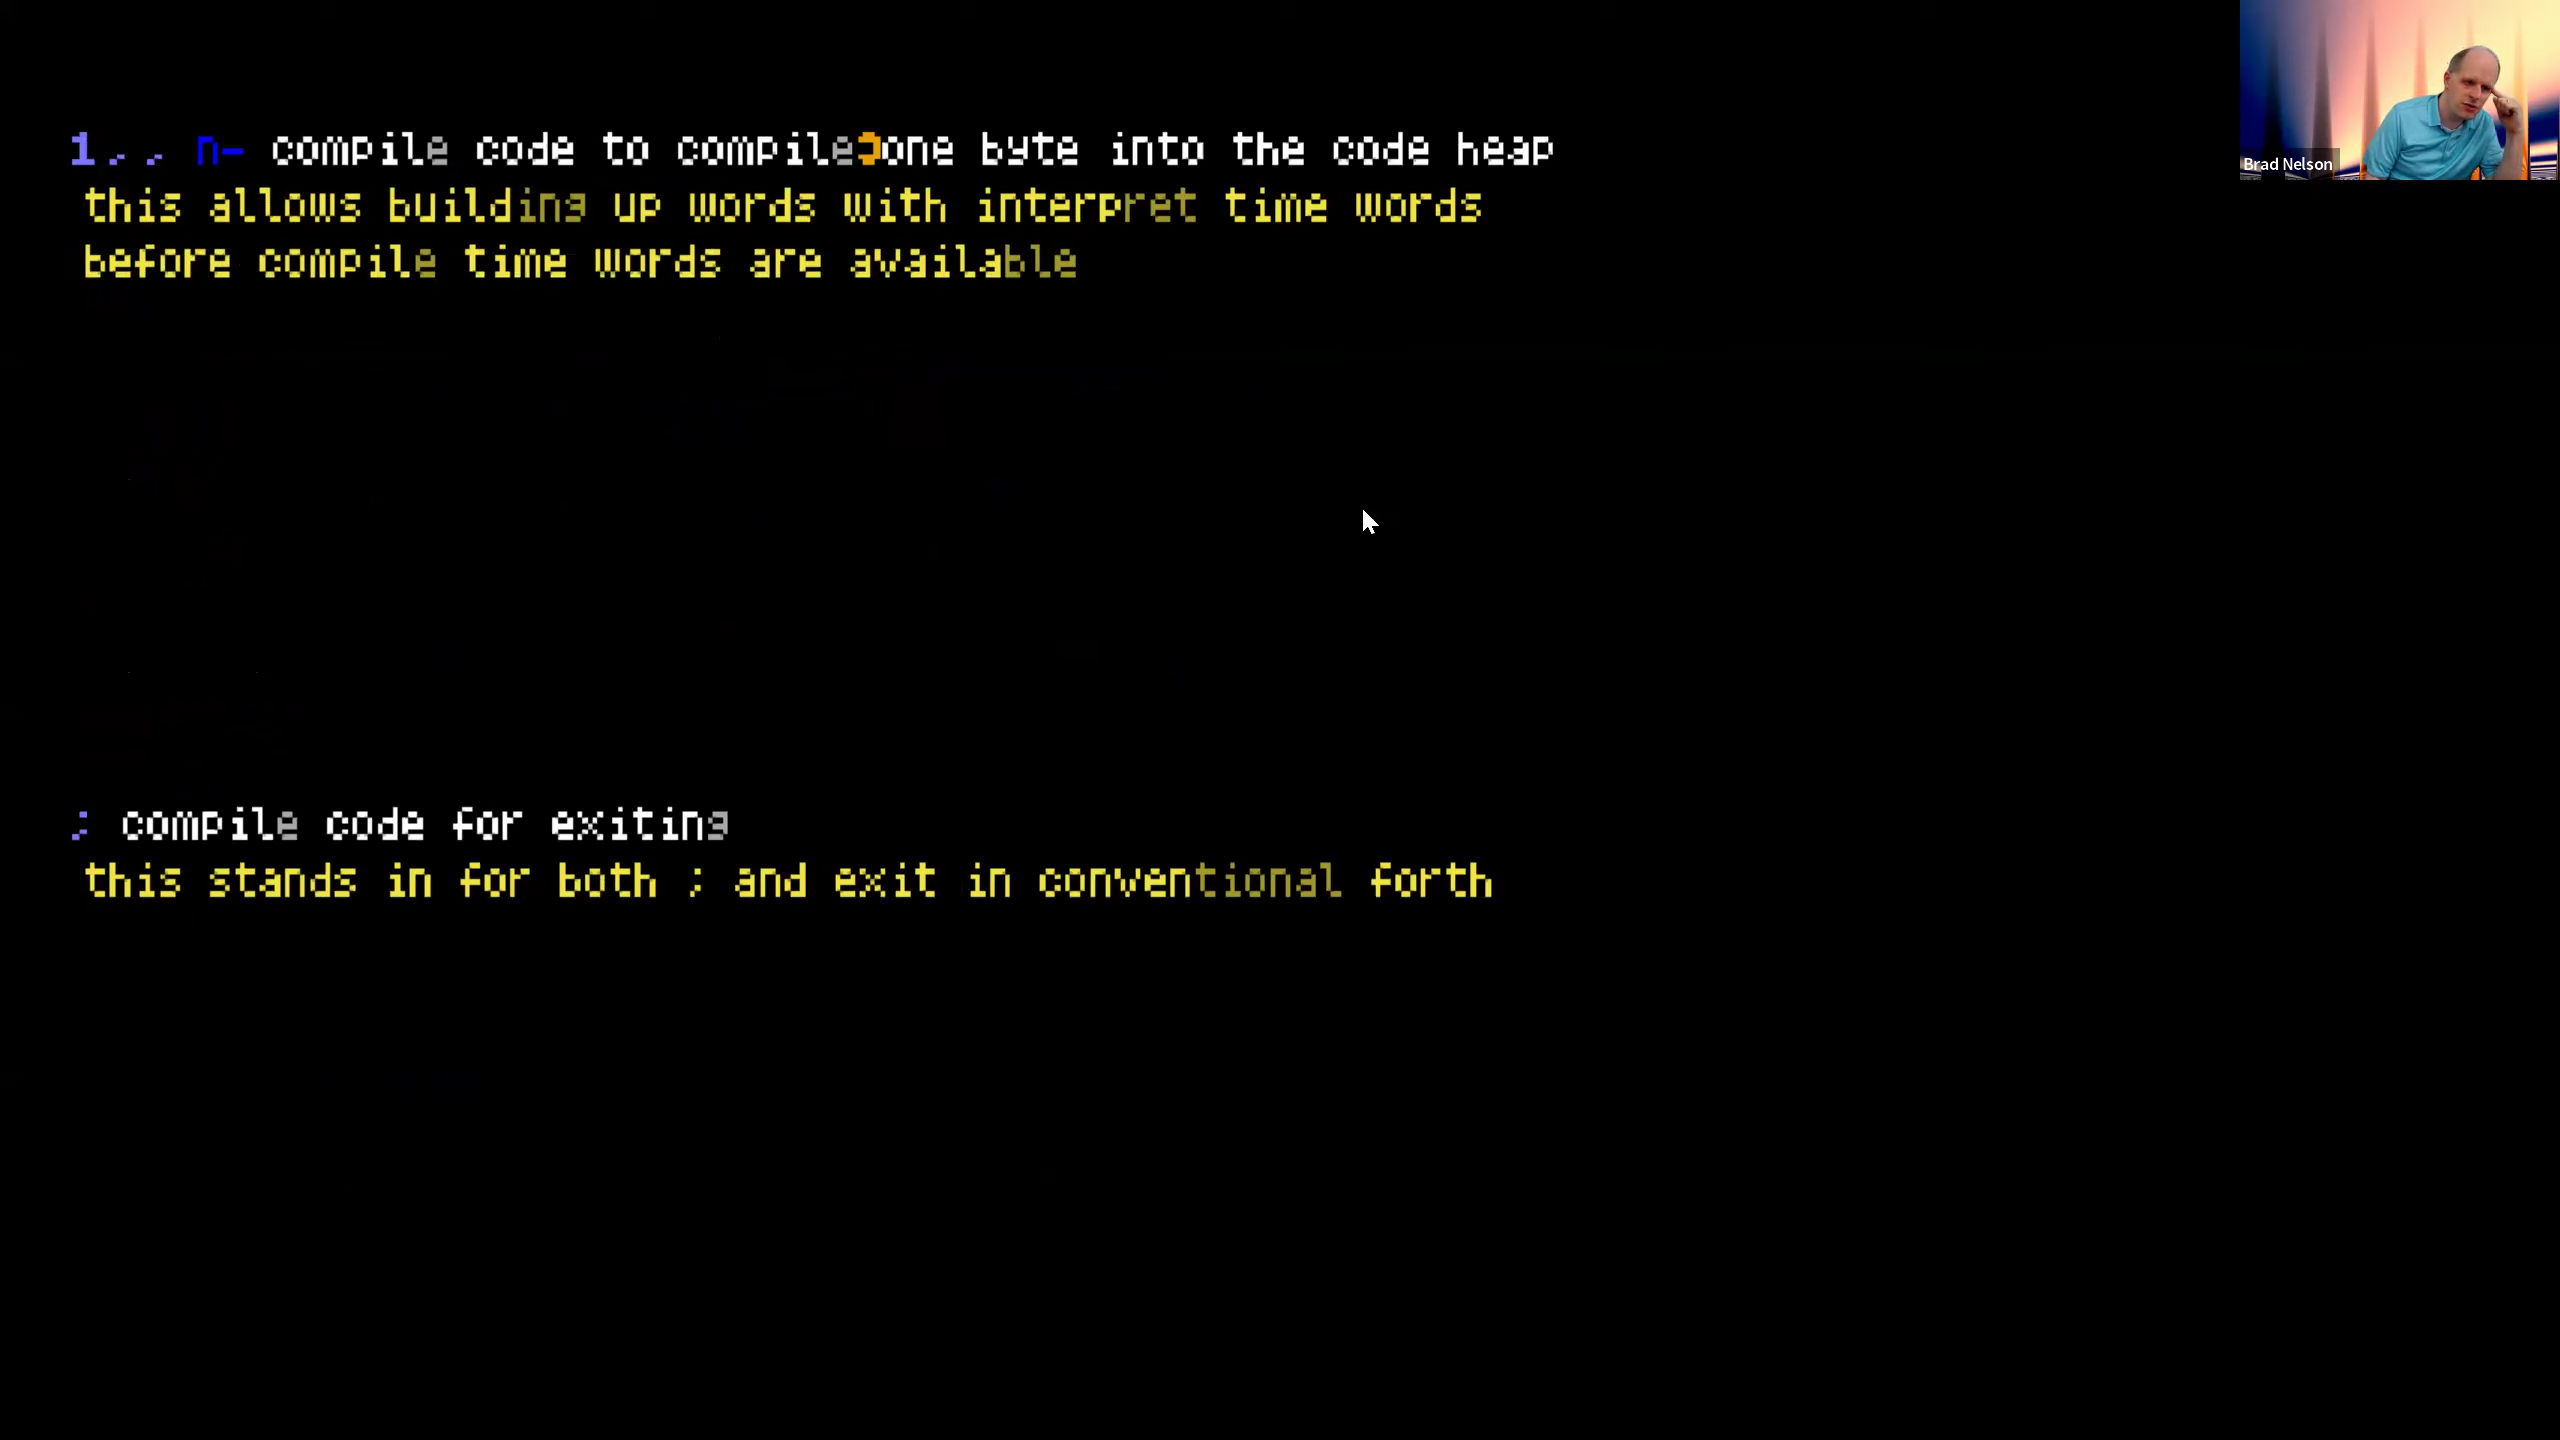 1,, n- compile code to compile one byte into the code heap
this allows building up words with interpret time words
before compile time words are available
; compile code for exiting
this stands in for both ; and exit in conventional forth
Brad Nelson